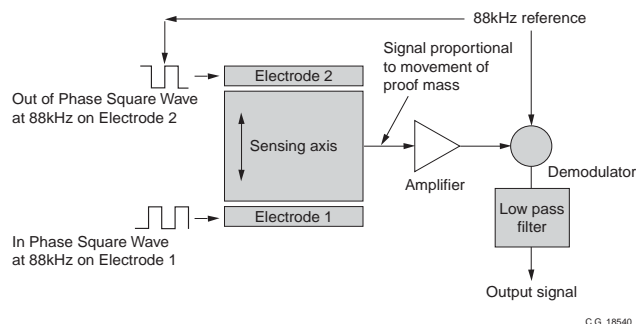 88kHz reference
Signal proportional
to movement of
proof mass
Electrode 2
Out of Phase Square Wave
at 88kHz on Electrode 2
Sensing axis
Amplifier
Demodulator
Electrode 1
Low pass
filter
In Phase Square Wave
at 88kHz on Electrode 1
Output signal
C.G. 18540